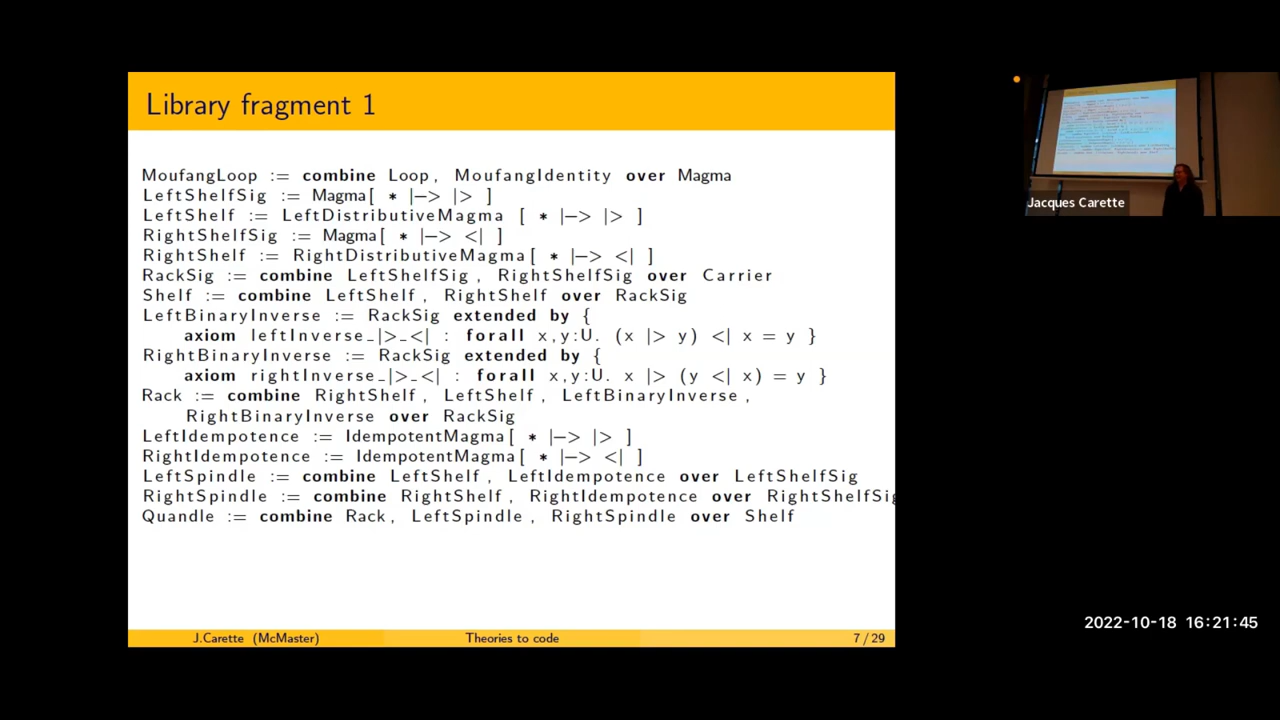 Library fragment 1
MoufangLoop := combine Loop, MoufangIdentity over Magma
LeftShelfSig := Magma[ * |-> |> ]
LeftShelf := LeftDistributiveMagma [ * |-> |> ]
RightShelfSig := Magma[ * |-> <| ]
RightShelf := RightDistributiveMagma[ * |-> <| ]
RackSig := combine LeftShelfSig, RightShelfSig over Carrier
Shelf := combine LeftShelf, RightShelf over RackSig
LeftBinaryInverse := RackSig extended by {
axiom leftInverse_|>_<| : forall x,y:U. (x |> y) <| x = y }
RightBinaryInverse := RackSig extended by {
axiom rightInverse_|>_<| : forall x,y:U. x |> (y <| x) = y }
Rack := combine RightShelf, LeftShelf, LeftBinaryInverse,
RightBinaryInverse over RackSig
LeftIdempotence := IdempotentMagma[ * |-> |> ]
RightIdempotence := IdempotentMagma[ * |-> <| ]
LeftSpindle := combine LeftShelf, LeftIdempotence over LeftShelfSig
RightSpindle := combine RightShelf, RightIdempotence over RightShelfSig
Quandle := combine Rack, LeftSpindle, RightSpindle over Shelf
J.Carette (McMaster) Theories to code 7 / 29
Jacques Carette
2022-10-18 16:21:45